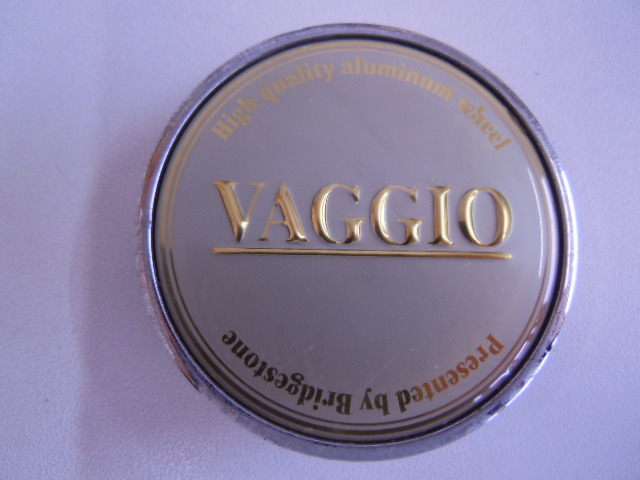 High quality aluminum wheel
VAGGIO
Presented by Bridgestone